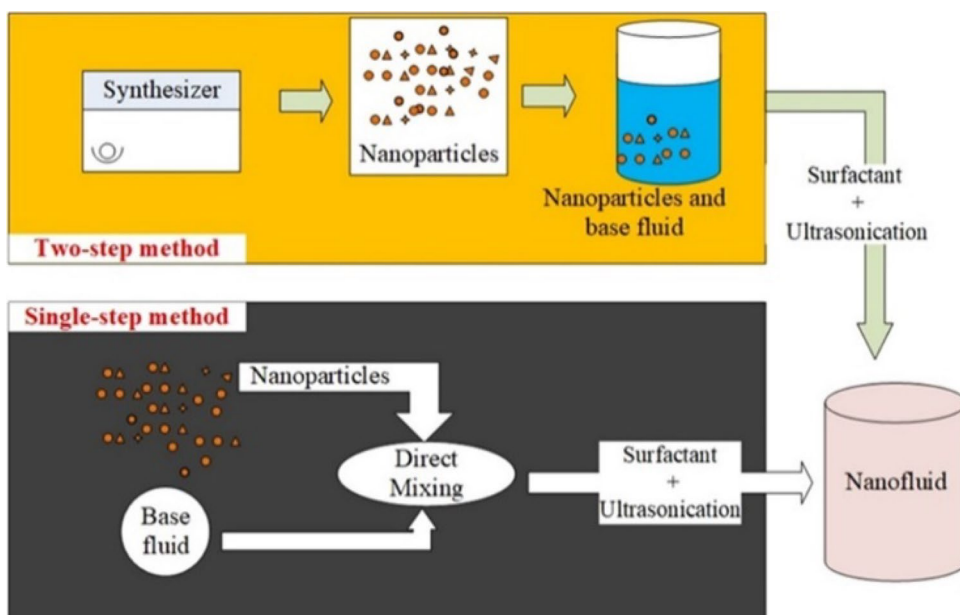 Synthesizer
Nanoparticles
Nanoparticles and
base fluid
Two-step method
Surfactant
+
Ultrasonication
Single-step method
Nanoparticles
Base
fluid
Direct
Mixing
Surfactant
+
Ultrasonication
Nanofluid